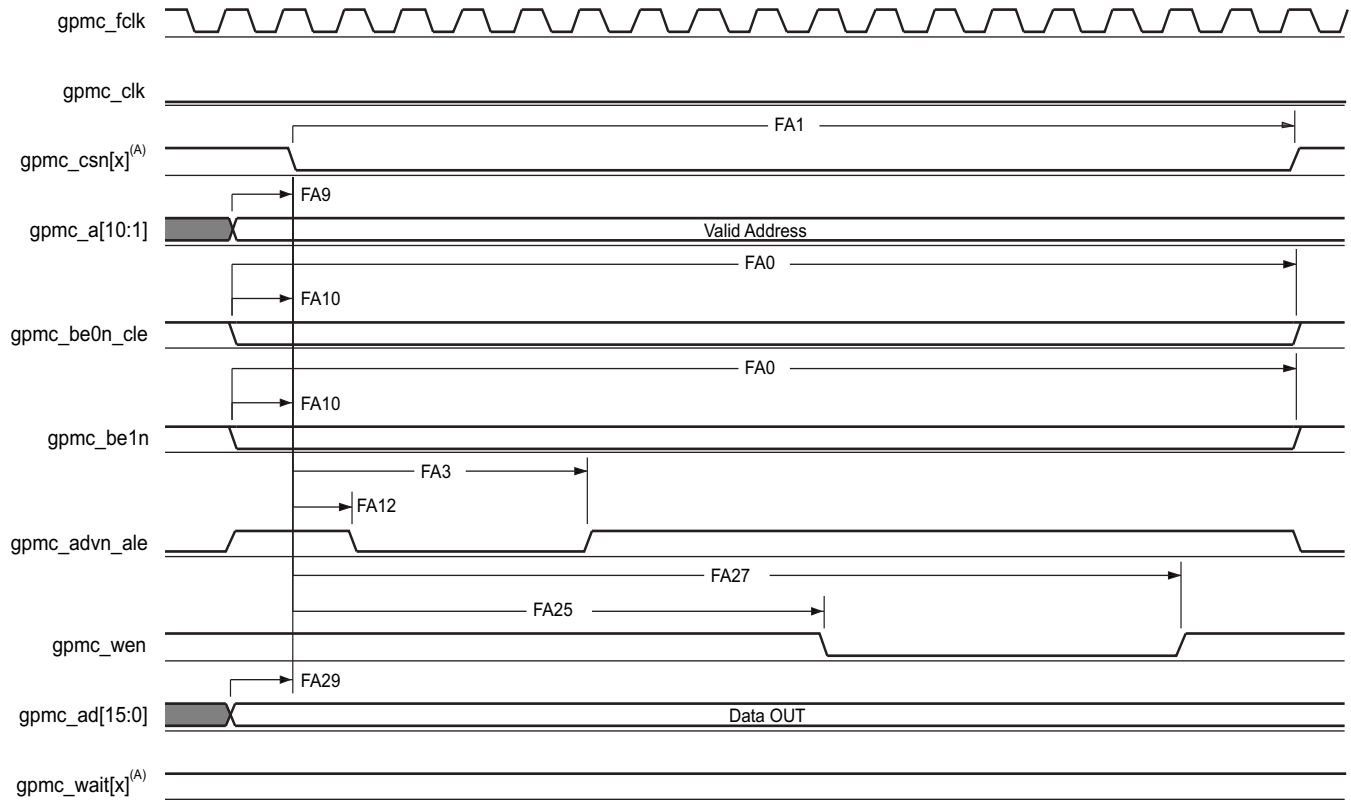 gpmc_fclk
gpmc_clk
FA1
gpmc_csn[x](A)
FA9
gpmc_a[10:1]
Valid Address
FA0
FA10
gpmc_be0n_cle
FA0
FA10
gpmc_be1n
FA3
FA12
gpmc_advn_ale
FA27
FA25
gpmc_wen
FA29
gpmc_ad[15:0]
Data OUT
gpmc_wait[x](A)